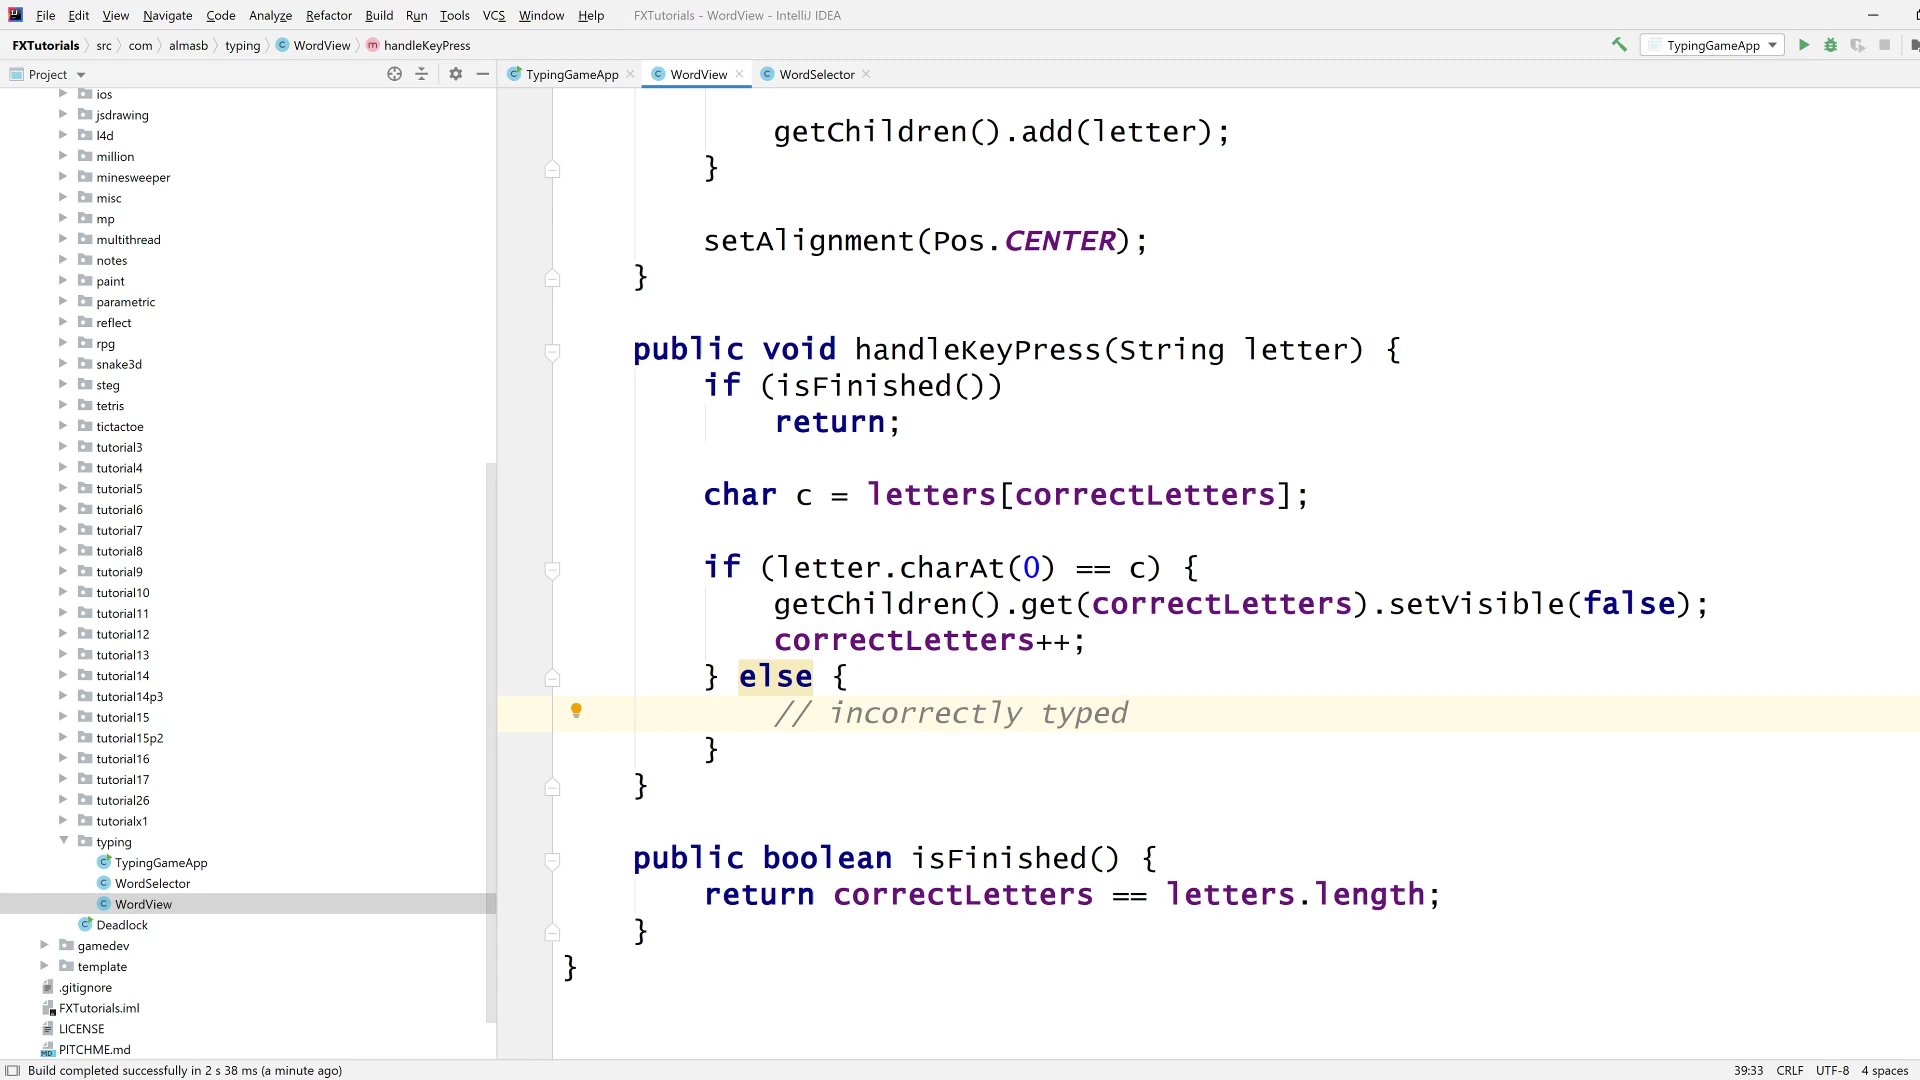 File Edit View Navigate Code Analyze Refactor Build Run Tools VCS Window Help FXTutorials - WordView - IntelliJ IDEA
FXTutorials src com almasb typing WordView handleKeyPress TypingGameApp
Project TypingGameApp WordView WordSelector
ios
jsdrawing
l4d
million
minesweeper
misc
mp
multithread
notes
paint
parametric
reflect
rpg
snake3d
steg
tetris
tictactoe
tutorial3
tutorial4
tutorial5
tutorial6
tutorial7
tutorial8
tutorial9
tutorial10
tutorial11
tutorial12
tutorial13
tutorial14
tutorial14p3
tutorial15
tutorial15p2
tutorial16
tutorial17
tutorial26
tutorialx1
typing
TypingGameApp
WordSelector
WordView
Deadlock
gamedev
template
.gitignore
FXTutorials.iml
LICENSE
PITCHME.md
getChildren().add(letter);
}
setAlignment(Pos.CENTER);
}
public void handleKeyPress(String letter) {
if (isFinished())
return;
char c = letters[correctLetters];
if (letter.charAt(0) == c) {
getChildren().get(correctLetters).setVisible(false);
correctLetters++;
} else {
// incorrectly typed
}
}
public boolean isFinished() {
return correctLetters == letters.length;
}
}
Build completed successfully in 2 s 38 ms (a minute ago) 39:33 CRLF UTF-8 4 spaces